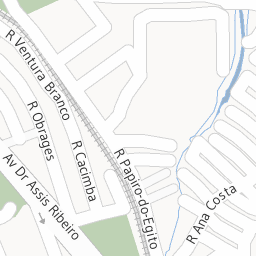 R Ventura Branco
R Obrages
R Cacimba
Av Dr Assis Ribeiro
R Papiro-do-Egito
R Ana Costa